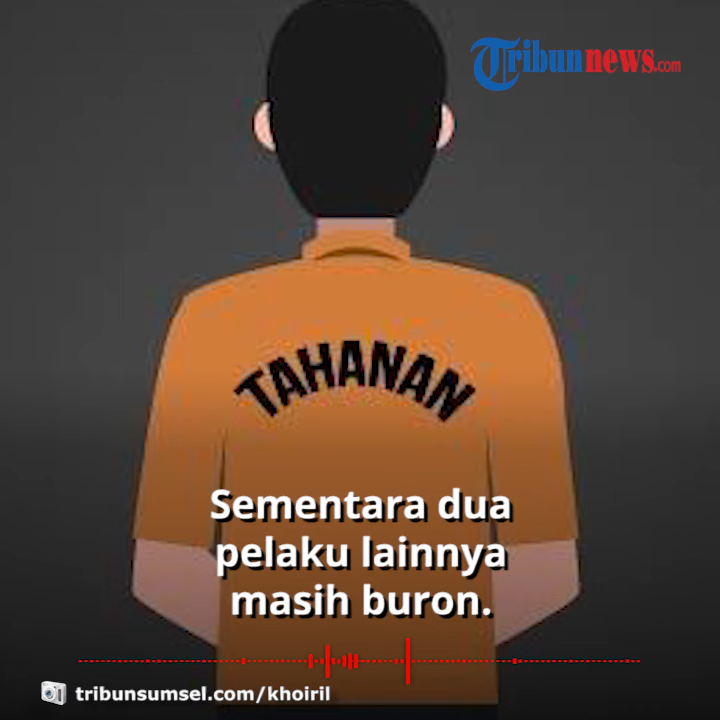 Tribunnews.com
TAHANAN
Sementara dua
pelaku lainnya
masih buron.
tribunsumsel.com/khoiril